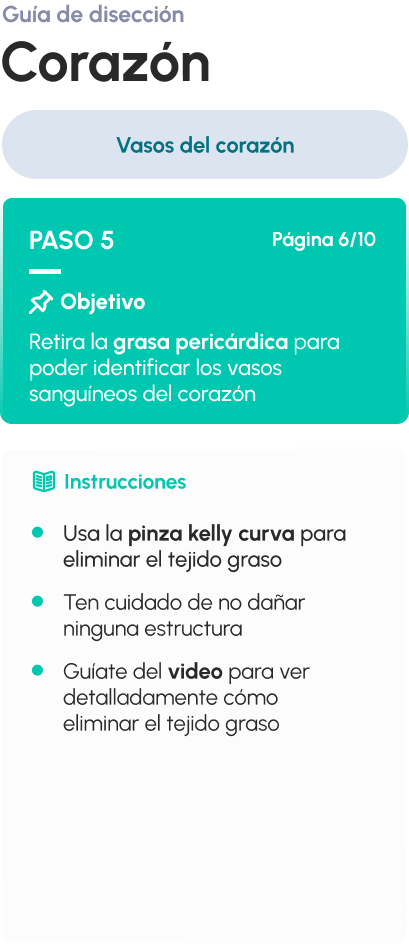 Guía de disección
Corazón
Vasos del corazón
PASO 5
Página 6/10
Objetivo
Retira la grasa pericárdica para
poder identificar los vasos
sanguíneos del corazón
Instrucciones
Usa la pinza kelly curva para
eliminar el tejido graso
Ten cuidado de no dañar
ninguna estructura
Guíate del video para ver
detalladamente cómo
eliminar el tejido graso